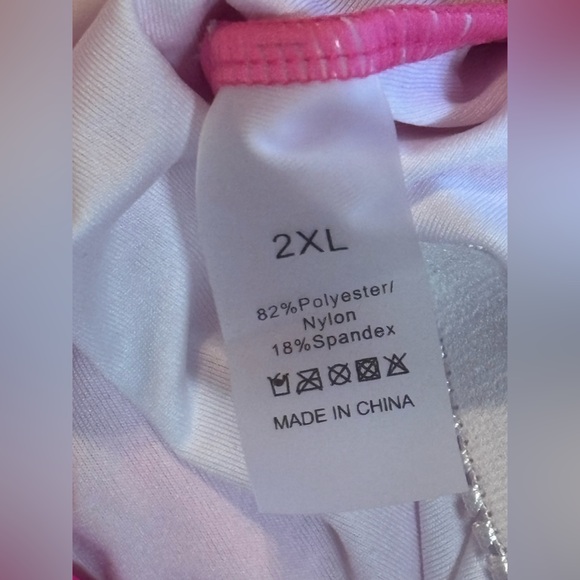 2XL
82%Polyester/
Nylon
18%Spandex
MADE IN CHINA